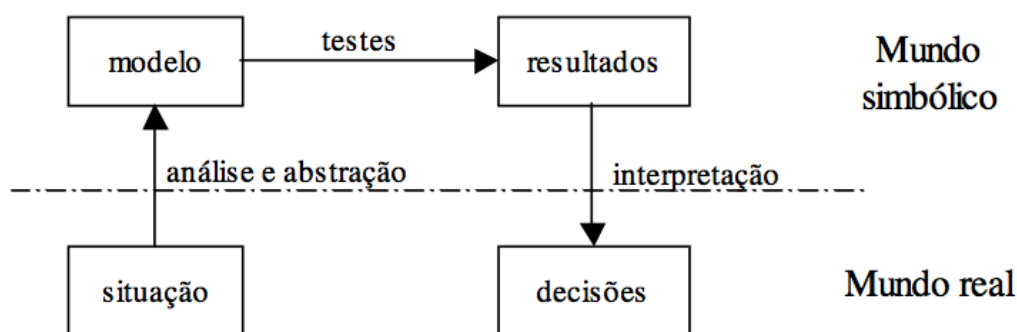 modelo
testes
resultados
Mundo
simbólico
análise e abstração
interpretação
situação
decisões
Mundo real